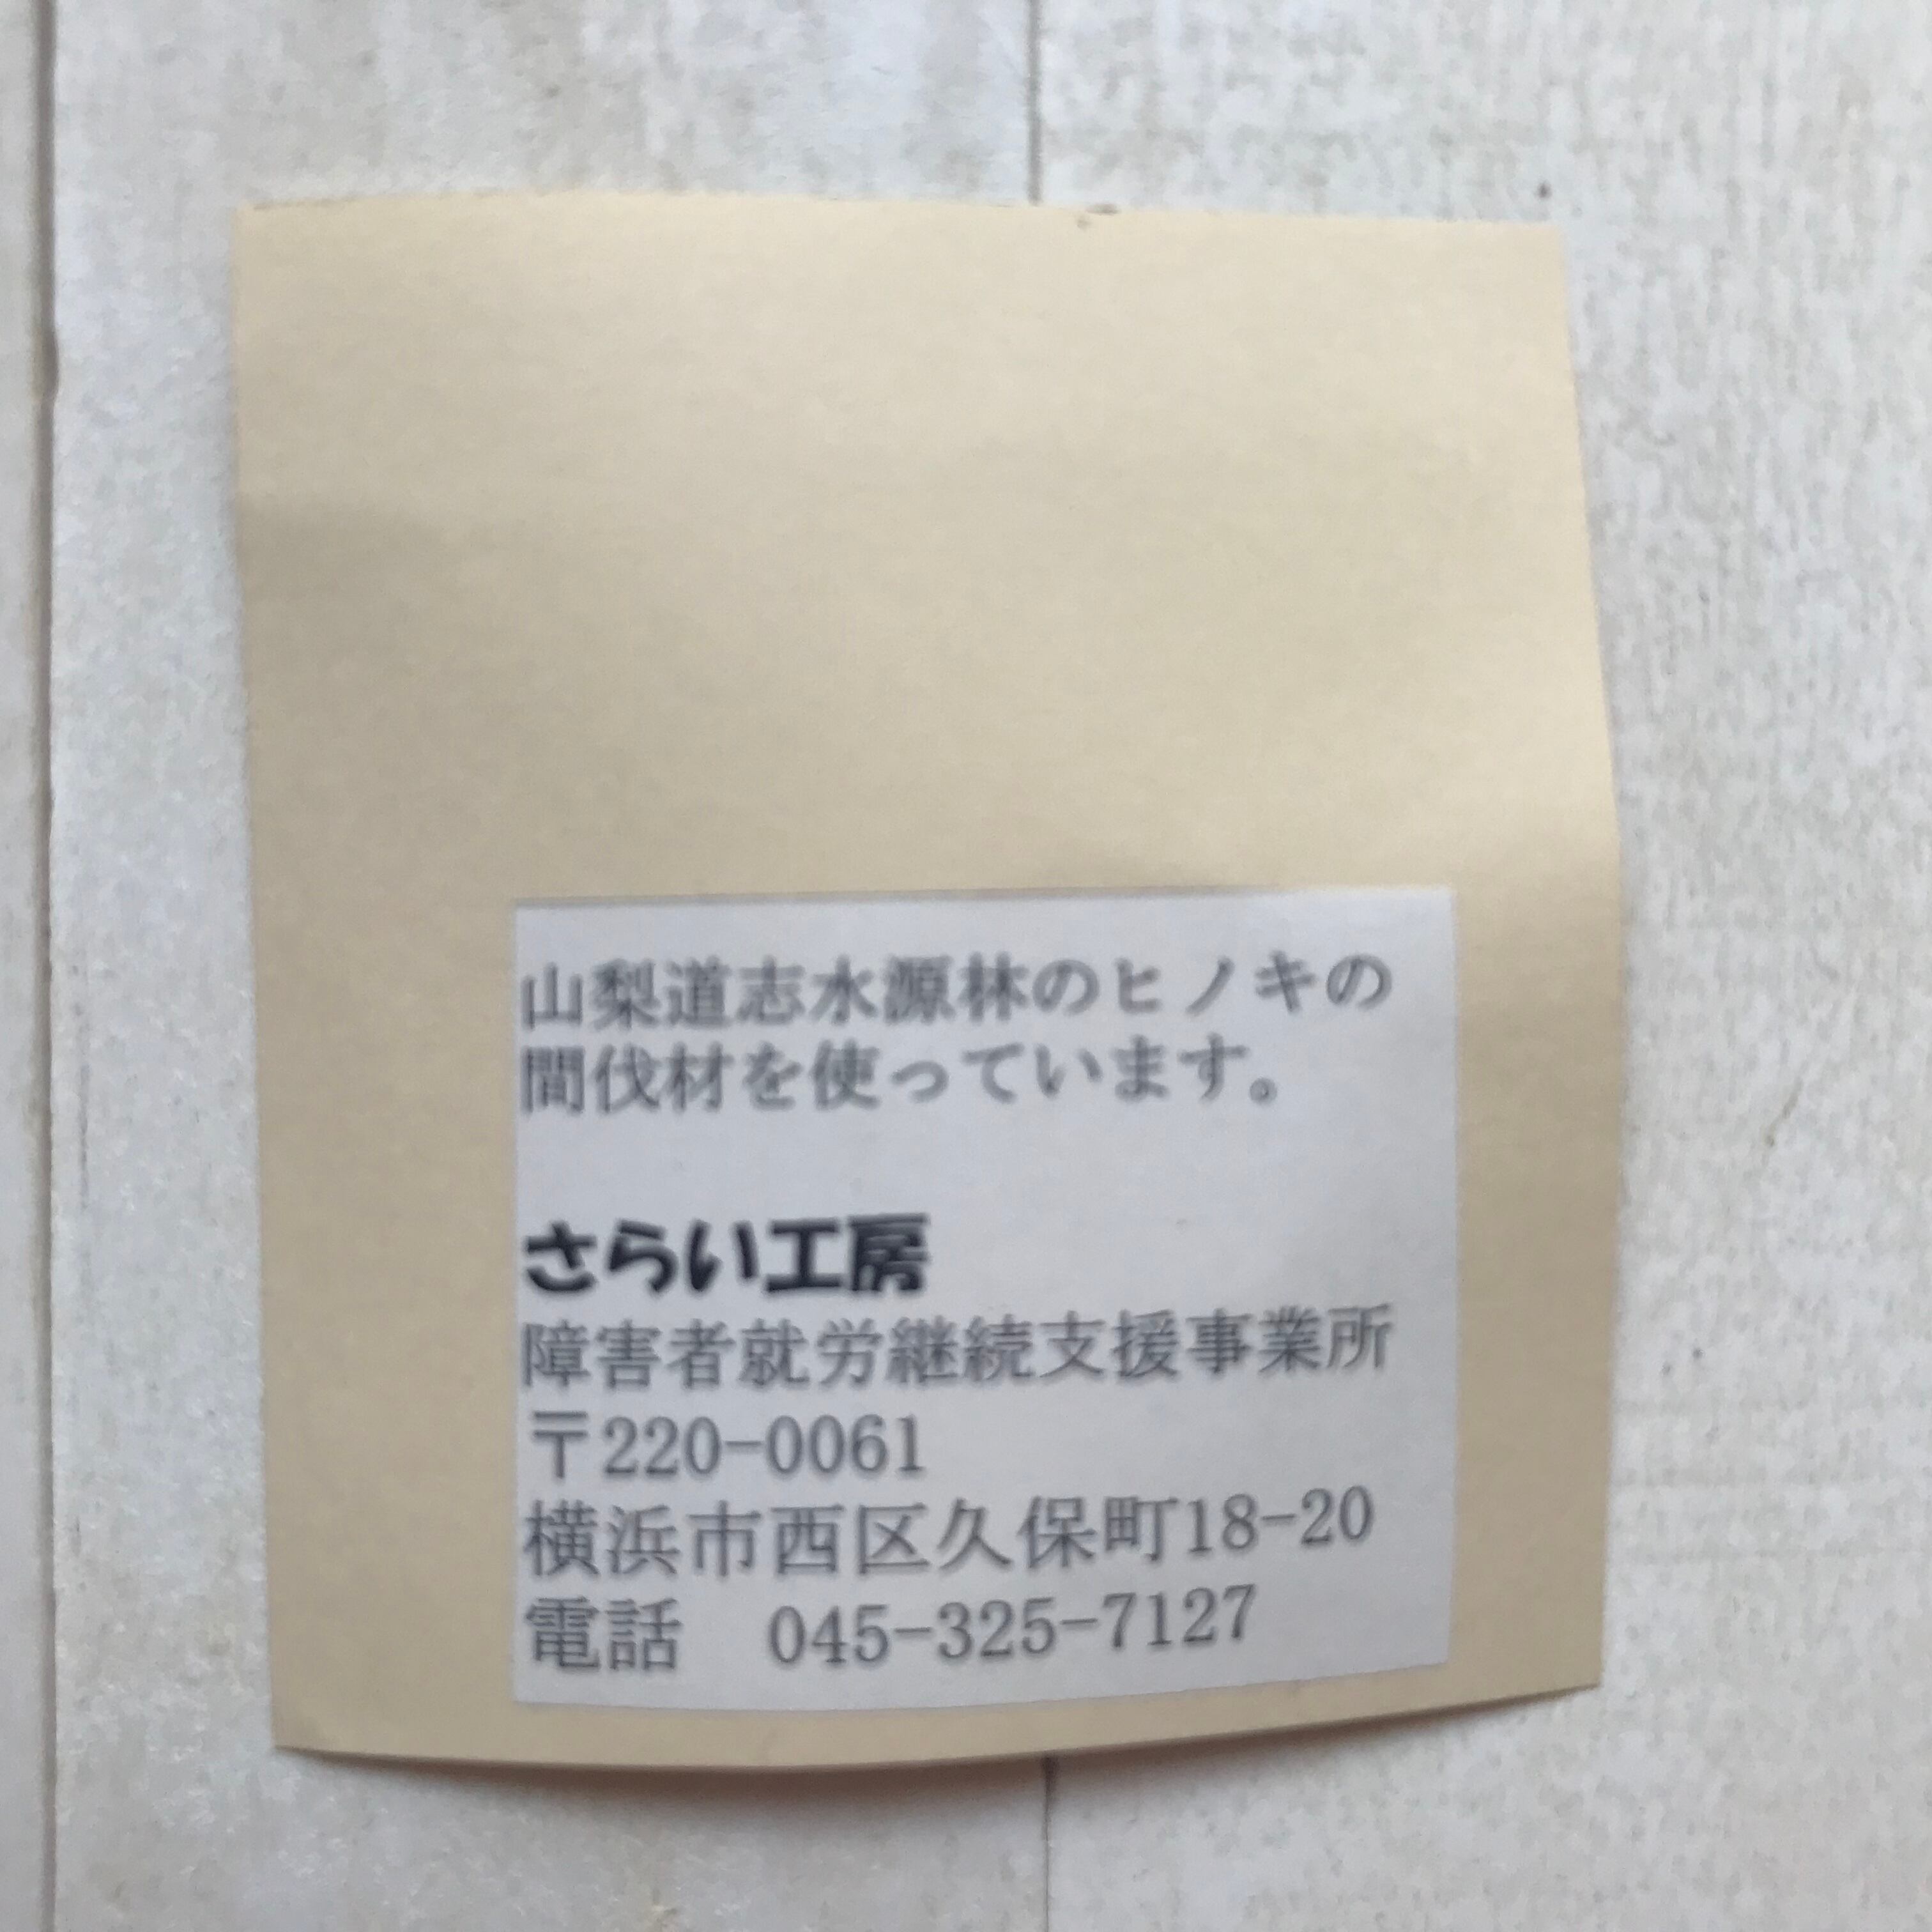 山梨道志水源林のヒノキの
間伐材を使っています。
さらい工房
障害者就労継続支援事業所
〒220-0061
横浜市西区久保町18-20
電話　045-325-7127